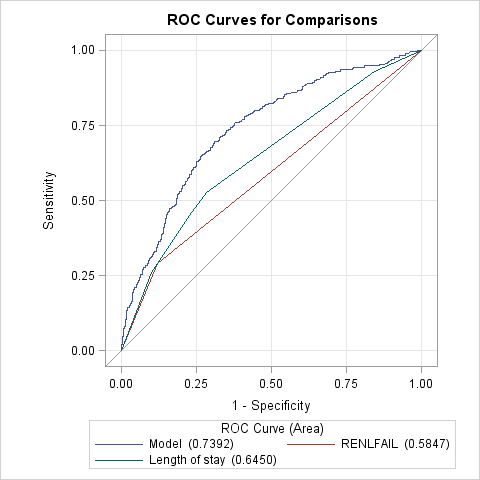 ROC Curves for Comparisons
1.00
0.75
0.50
0.25
0.00
Sensitivity
0.00 0.25 0.50 0.75 1.00
1 - Specificity
ROC Curve (Area)
Model (0.7392) RENLFAIL (0.5847)
Length of stay (0.6450)